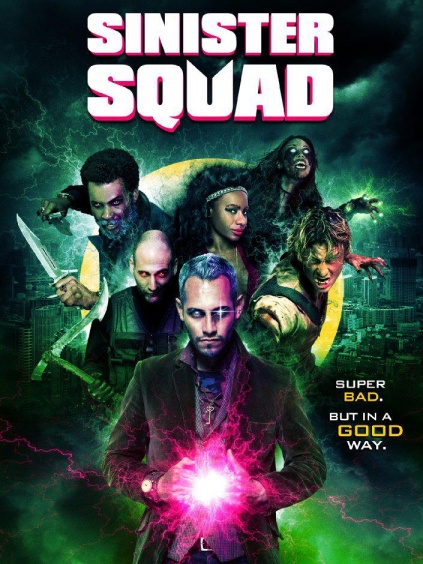 SINISTER
SQUAD
SUPER
BAD.
BUT IN A
GOOD
WAY.